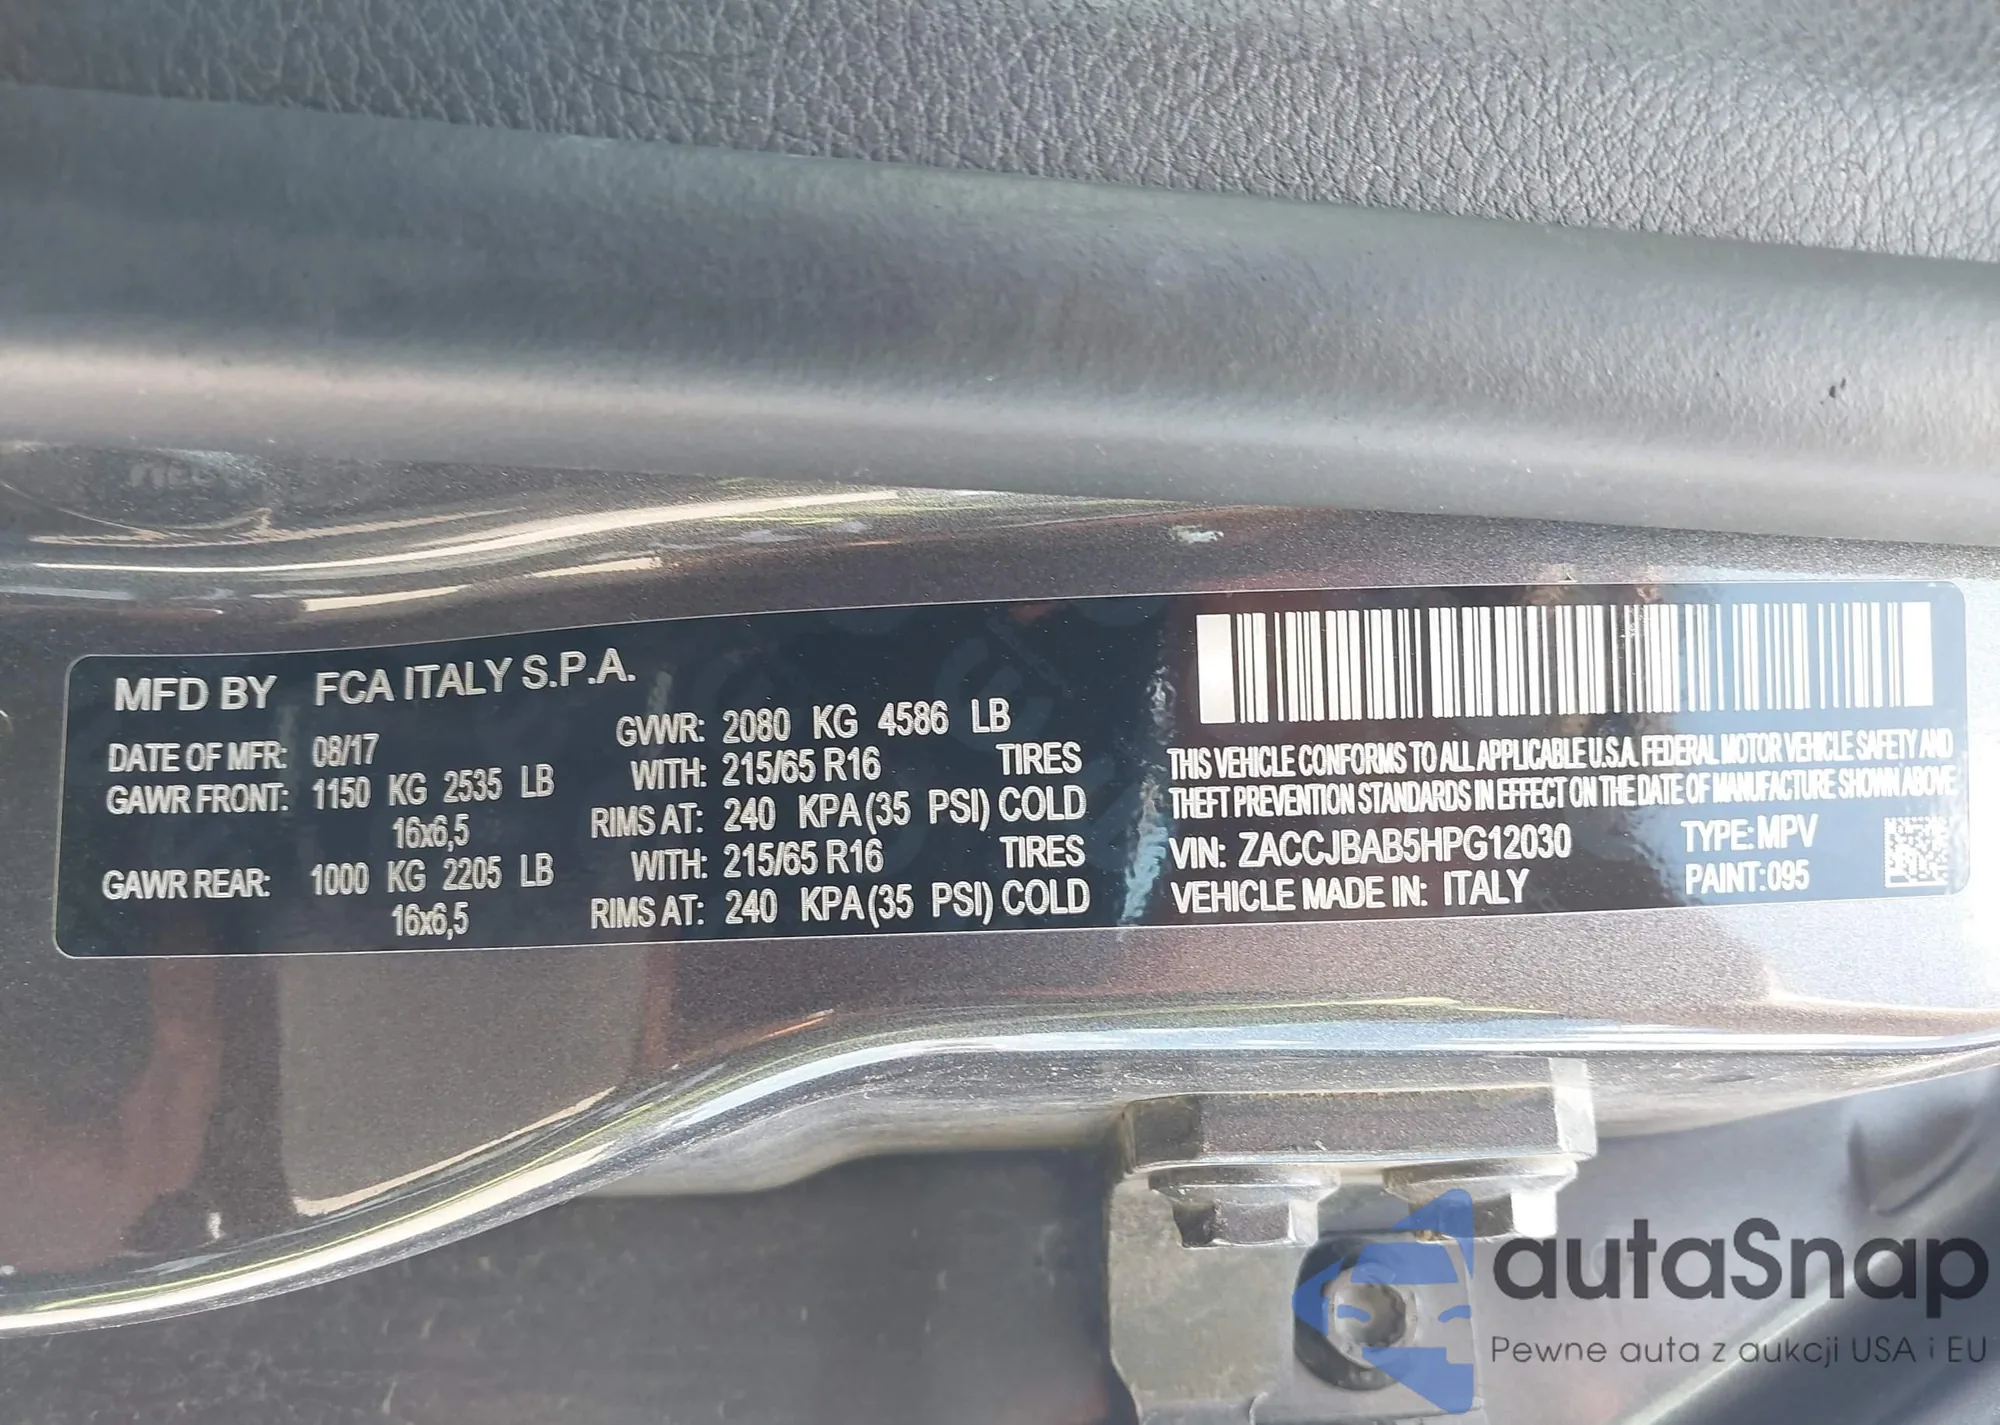 MFD BY FCA ITALY S.P.A.
DATE OF MFR: 08/17
GVWR: 2080 KG 4586 LB
GAWR FRONT: 1150 KG 2535 LB
WITH: 215/65 R16 TIRES
16x6,5
RIMS AT: 240 KPA(35 PSI) COLD
GAWR REAR: 1000 KG 2205 LB
WITH: 215/65 R16 TIRES
16x6,5
RIMS AT: 240 KPA(35 PSI) COLD
THIS VEHICLE CONFORMS TO ALL APPLICABLE U.S.A. FEDERAL MOTOR VEHICLE SAFETY AND
THEFT PREVENTION STANDARDS IN EFFECT ON THE DATE OF MANUFACTURE SHOWN ABOVE
VIN: ZACCJBAB5HPG12030 TYPE: MPV
VEHICLE MADE IN: ITALY PAINT: 095
autaSnap
Pewne auta z aukcji USA i EU